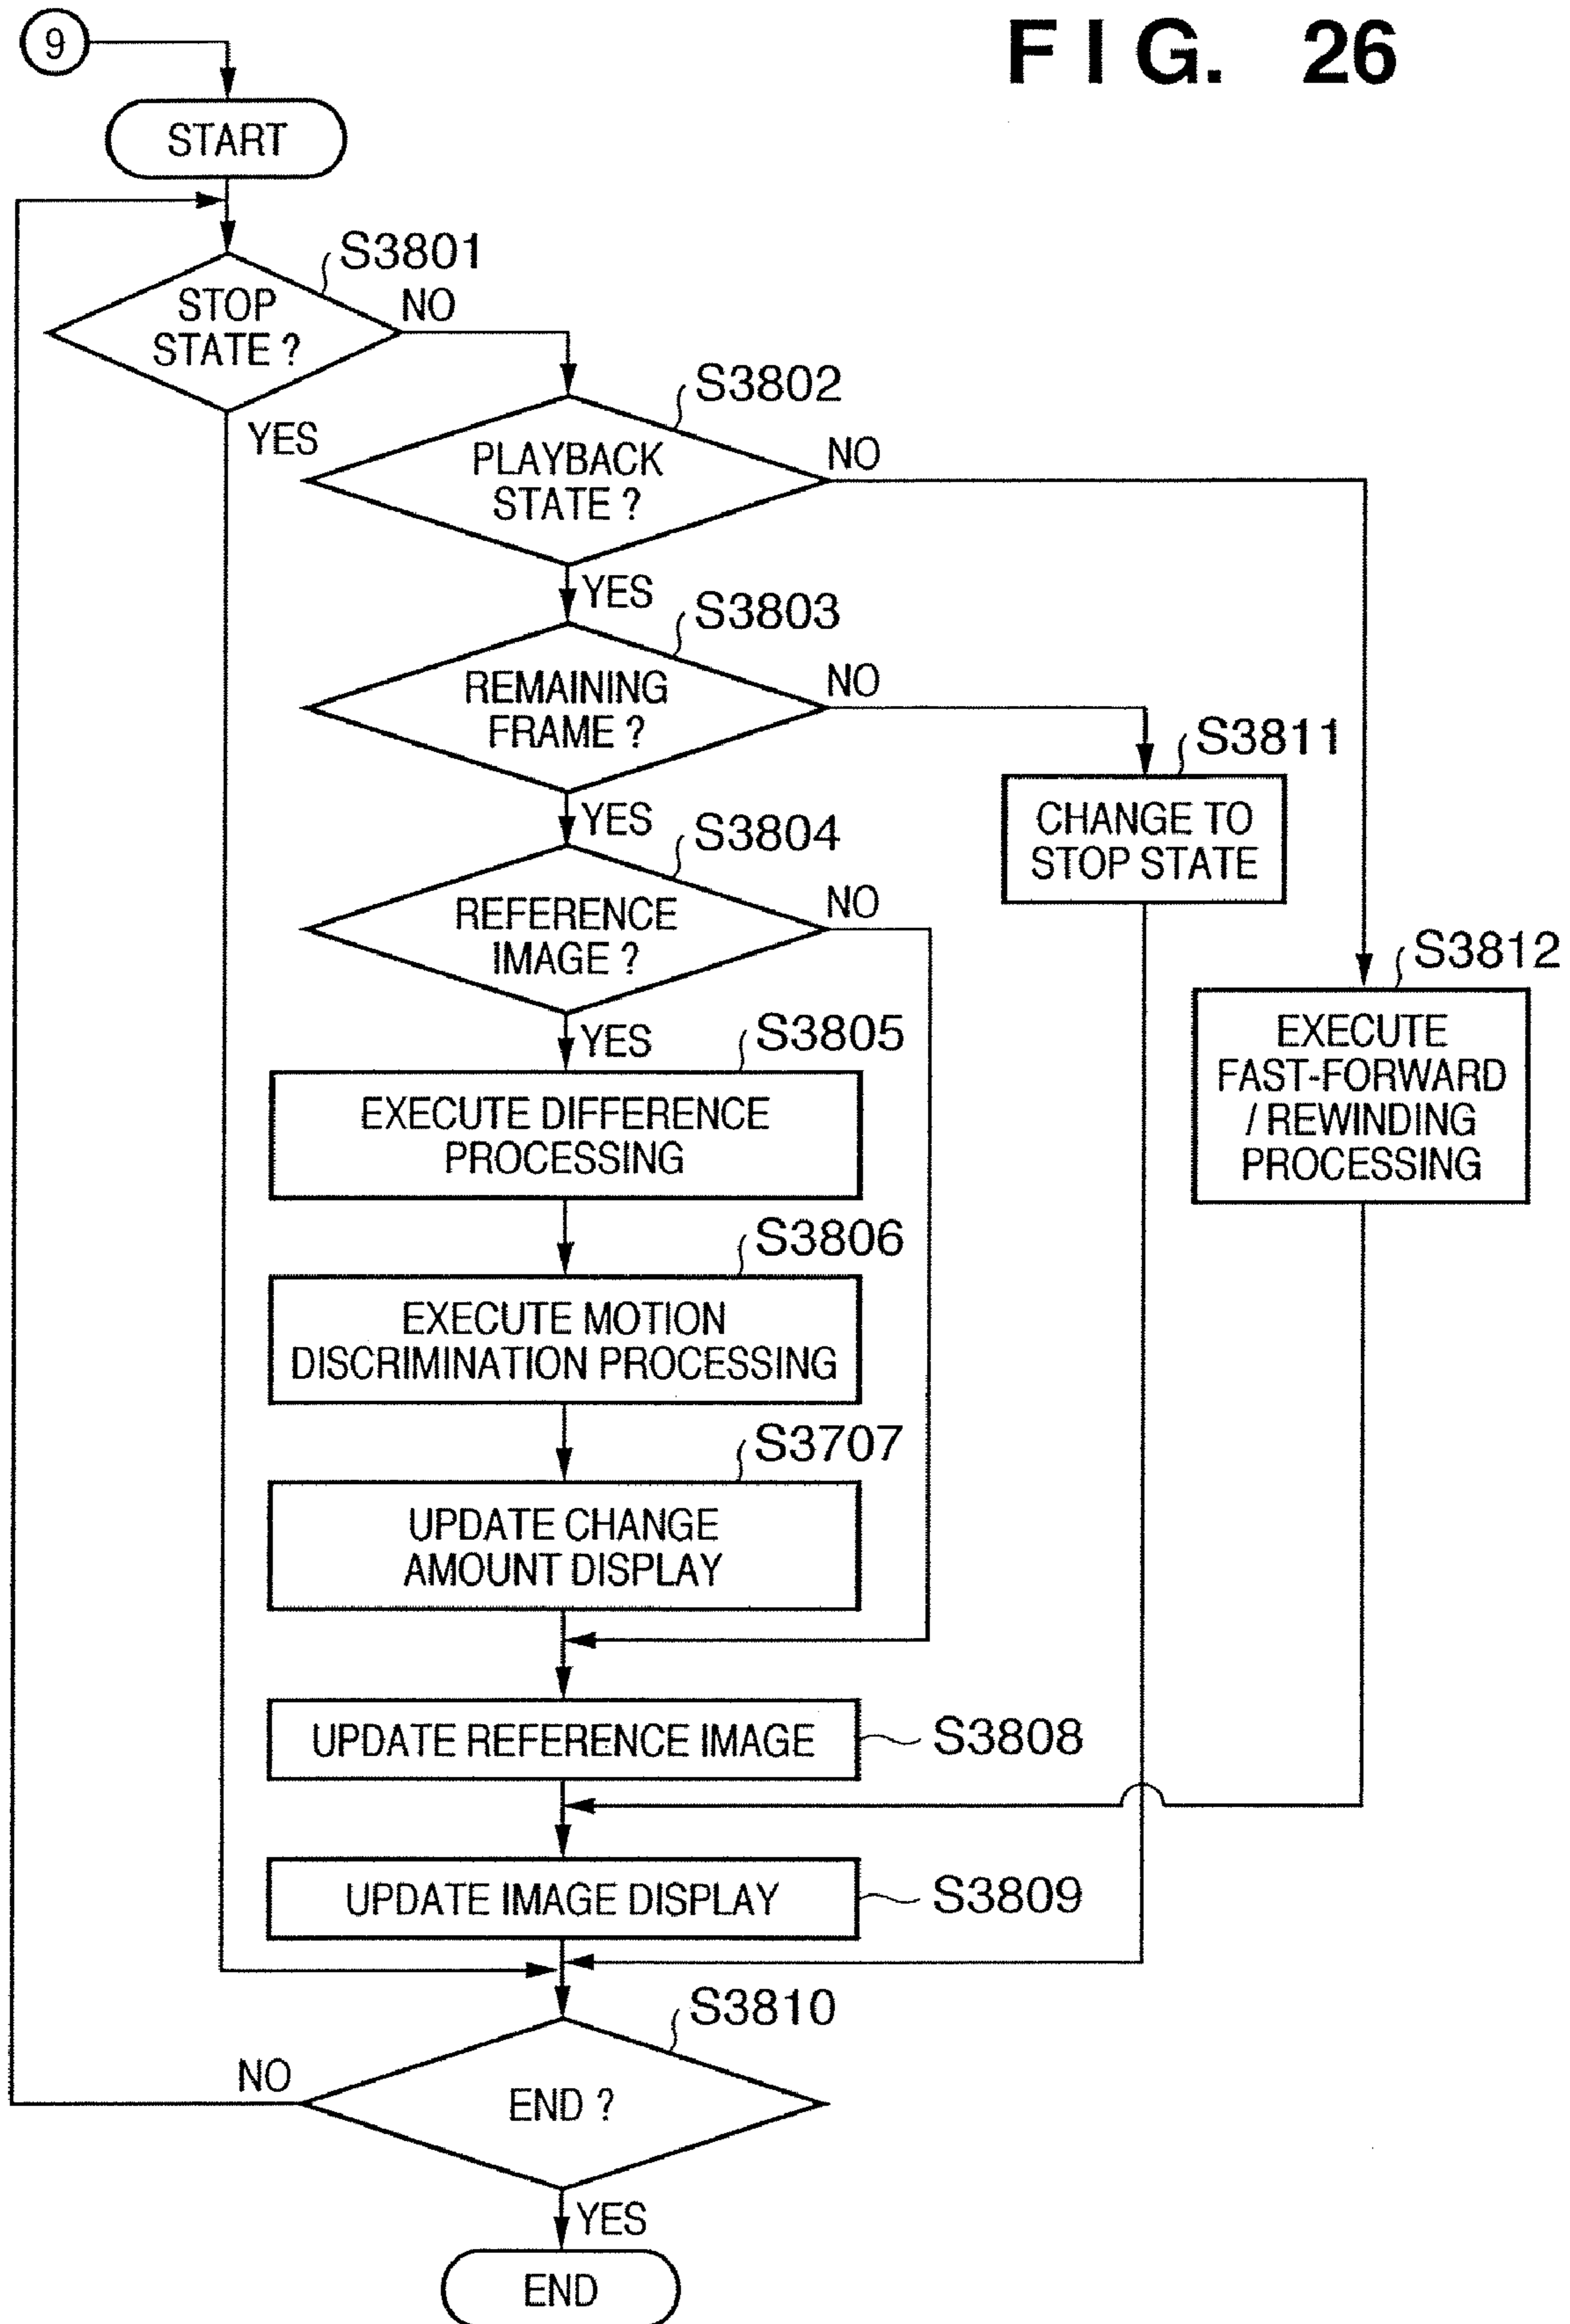 FIG. 26
9
START
S3801
STOP
STATE ?
NO
YES
S3802
PLAYBACK
STATE ?
NO
YES
S3803
REMAINING
FRAME ?
NO
YES
S3811
CHANGE TO
STOP STATE
S3804
REFERENCE
IMAGE ?
NO
YES
S3812
EXECUTE
FAST-FORWARD
/ REWINDING
PROCESSING
S3805
EXECUTE DIFFERENCE
PROCESSING
S3806
EXECUTE MOTION
DISCRIMINATION PROCESSING
S3707
UPDATE CHANGE
AMOUNT DISPLAY
UPDATE REFERENCE IMAGE
S3808
UPDATE IMAGE DISPLAY
S3809
S3810
END ?
NO
YES
END